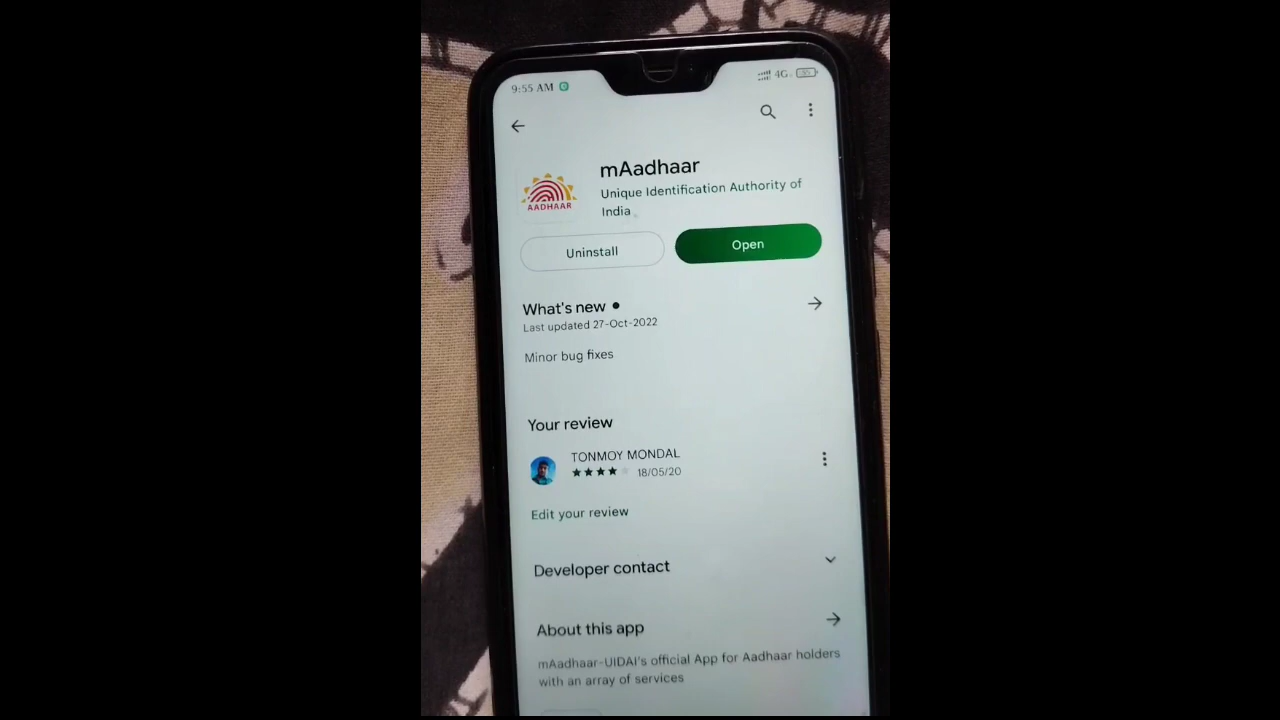 9:55 AM
4G
mAadhaar
Unique Identification Authority of
India
AADHAAR
Uninstall
Open
What's new
Last updated 27-Oct-2022
Minor bug fixes
Your review
TONMOY MONDAL
18/05/20
Edit your review
Developer contact
About this app
mAadhaar-UIDAI's official App for Aadhaar holders
with an array of services